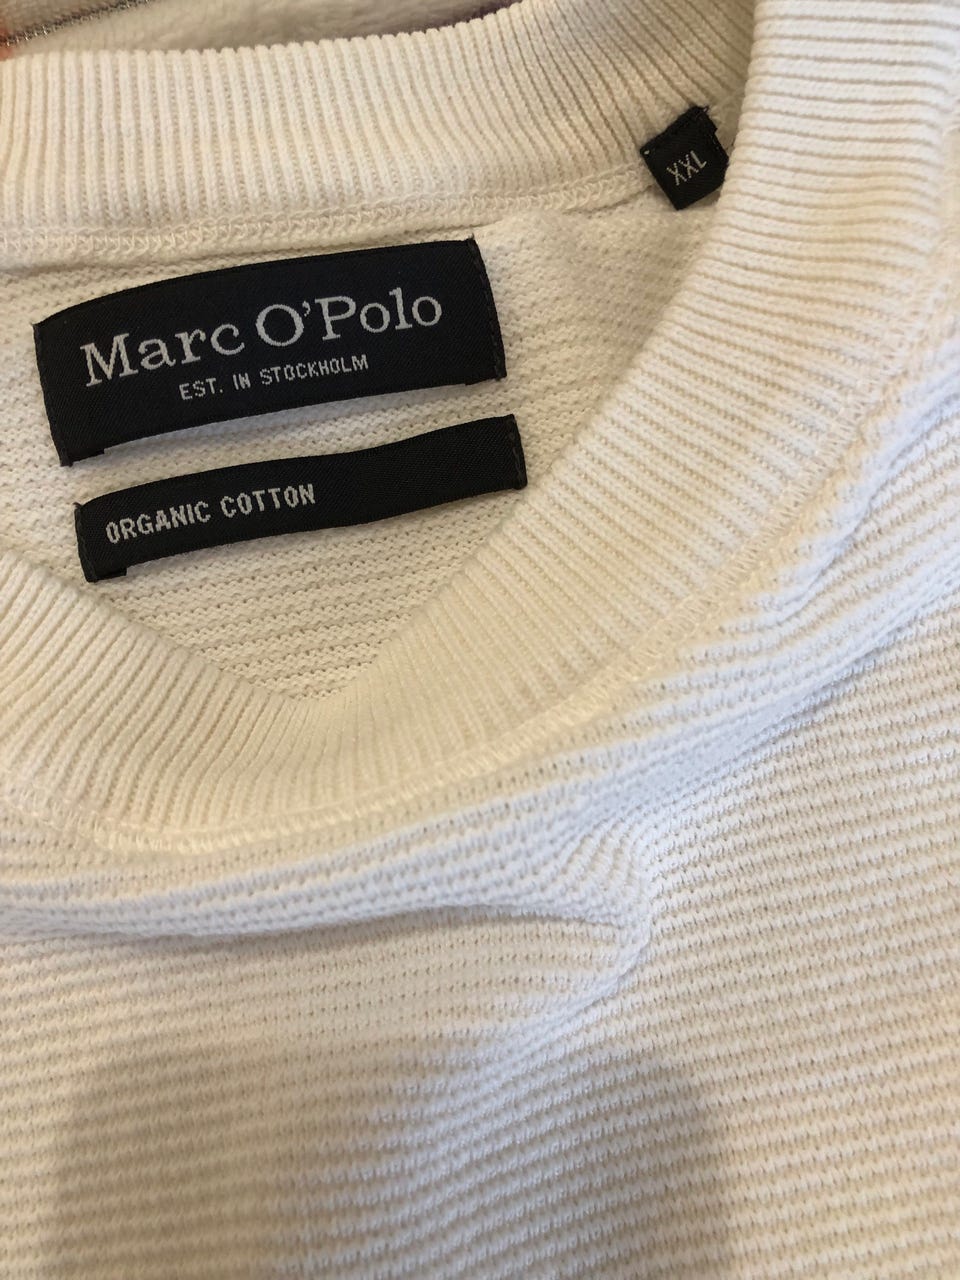 XXL
Marc O'Polo
EST. IN STOCKHOLM
ORGANIC COTTON